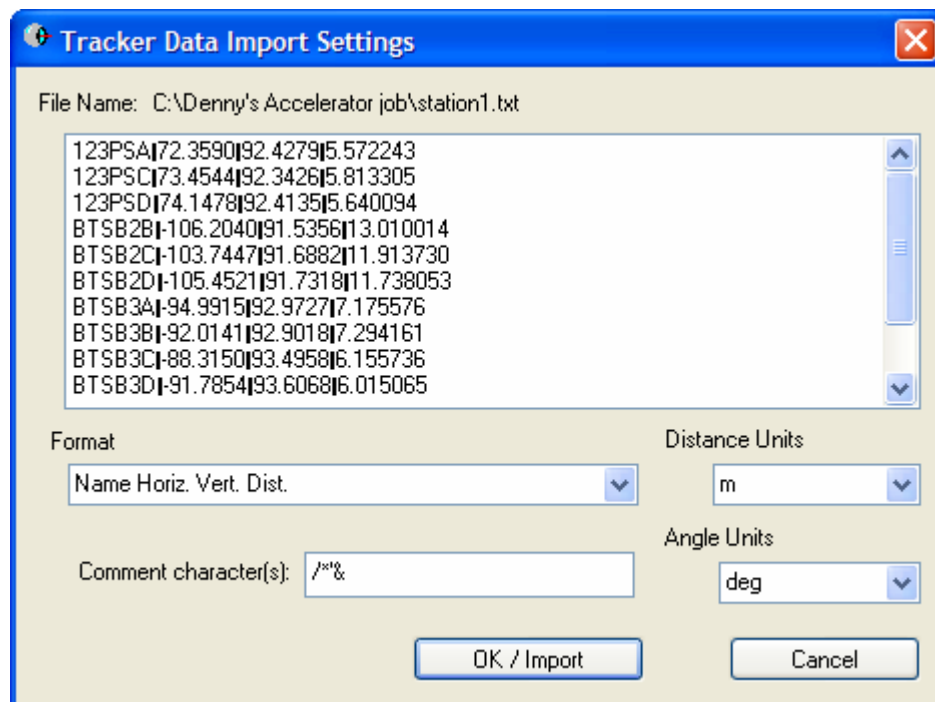 Tracker Data Import Settings
File Name: C:\Denny's Accelerator job\station1.txt
123PSA|72.3590|92.4279|5.572243
123PSC|73.4544|92.3426|5.813305
123PSD|74.1478|92.4135|5.640094
BTSB2B|-106.2040|91.5356|13.010014
BTSB2C|-103.7447|91.6882|11.913730
BTSB2D|-105.4521|91.7318|11.738053
BTSB3A|-94.9915|92.9727|7.175576
BTSB3B|-92.0141|92.9018|7.294161
BTSB3C|-88.3150|93.4958|6.155736
BTSB3D|-91.7854|93.6068|6.015065
Format
Distance Units
Name Horiz. Vert. Dist.
m
Angle Units
Comment character(s): /*'&
deg
OK / Import
Cancel